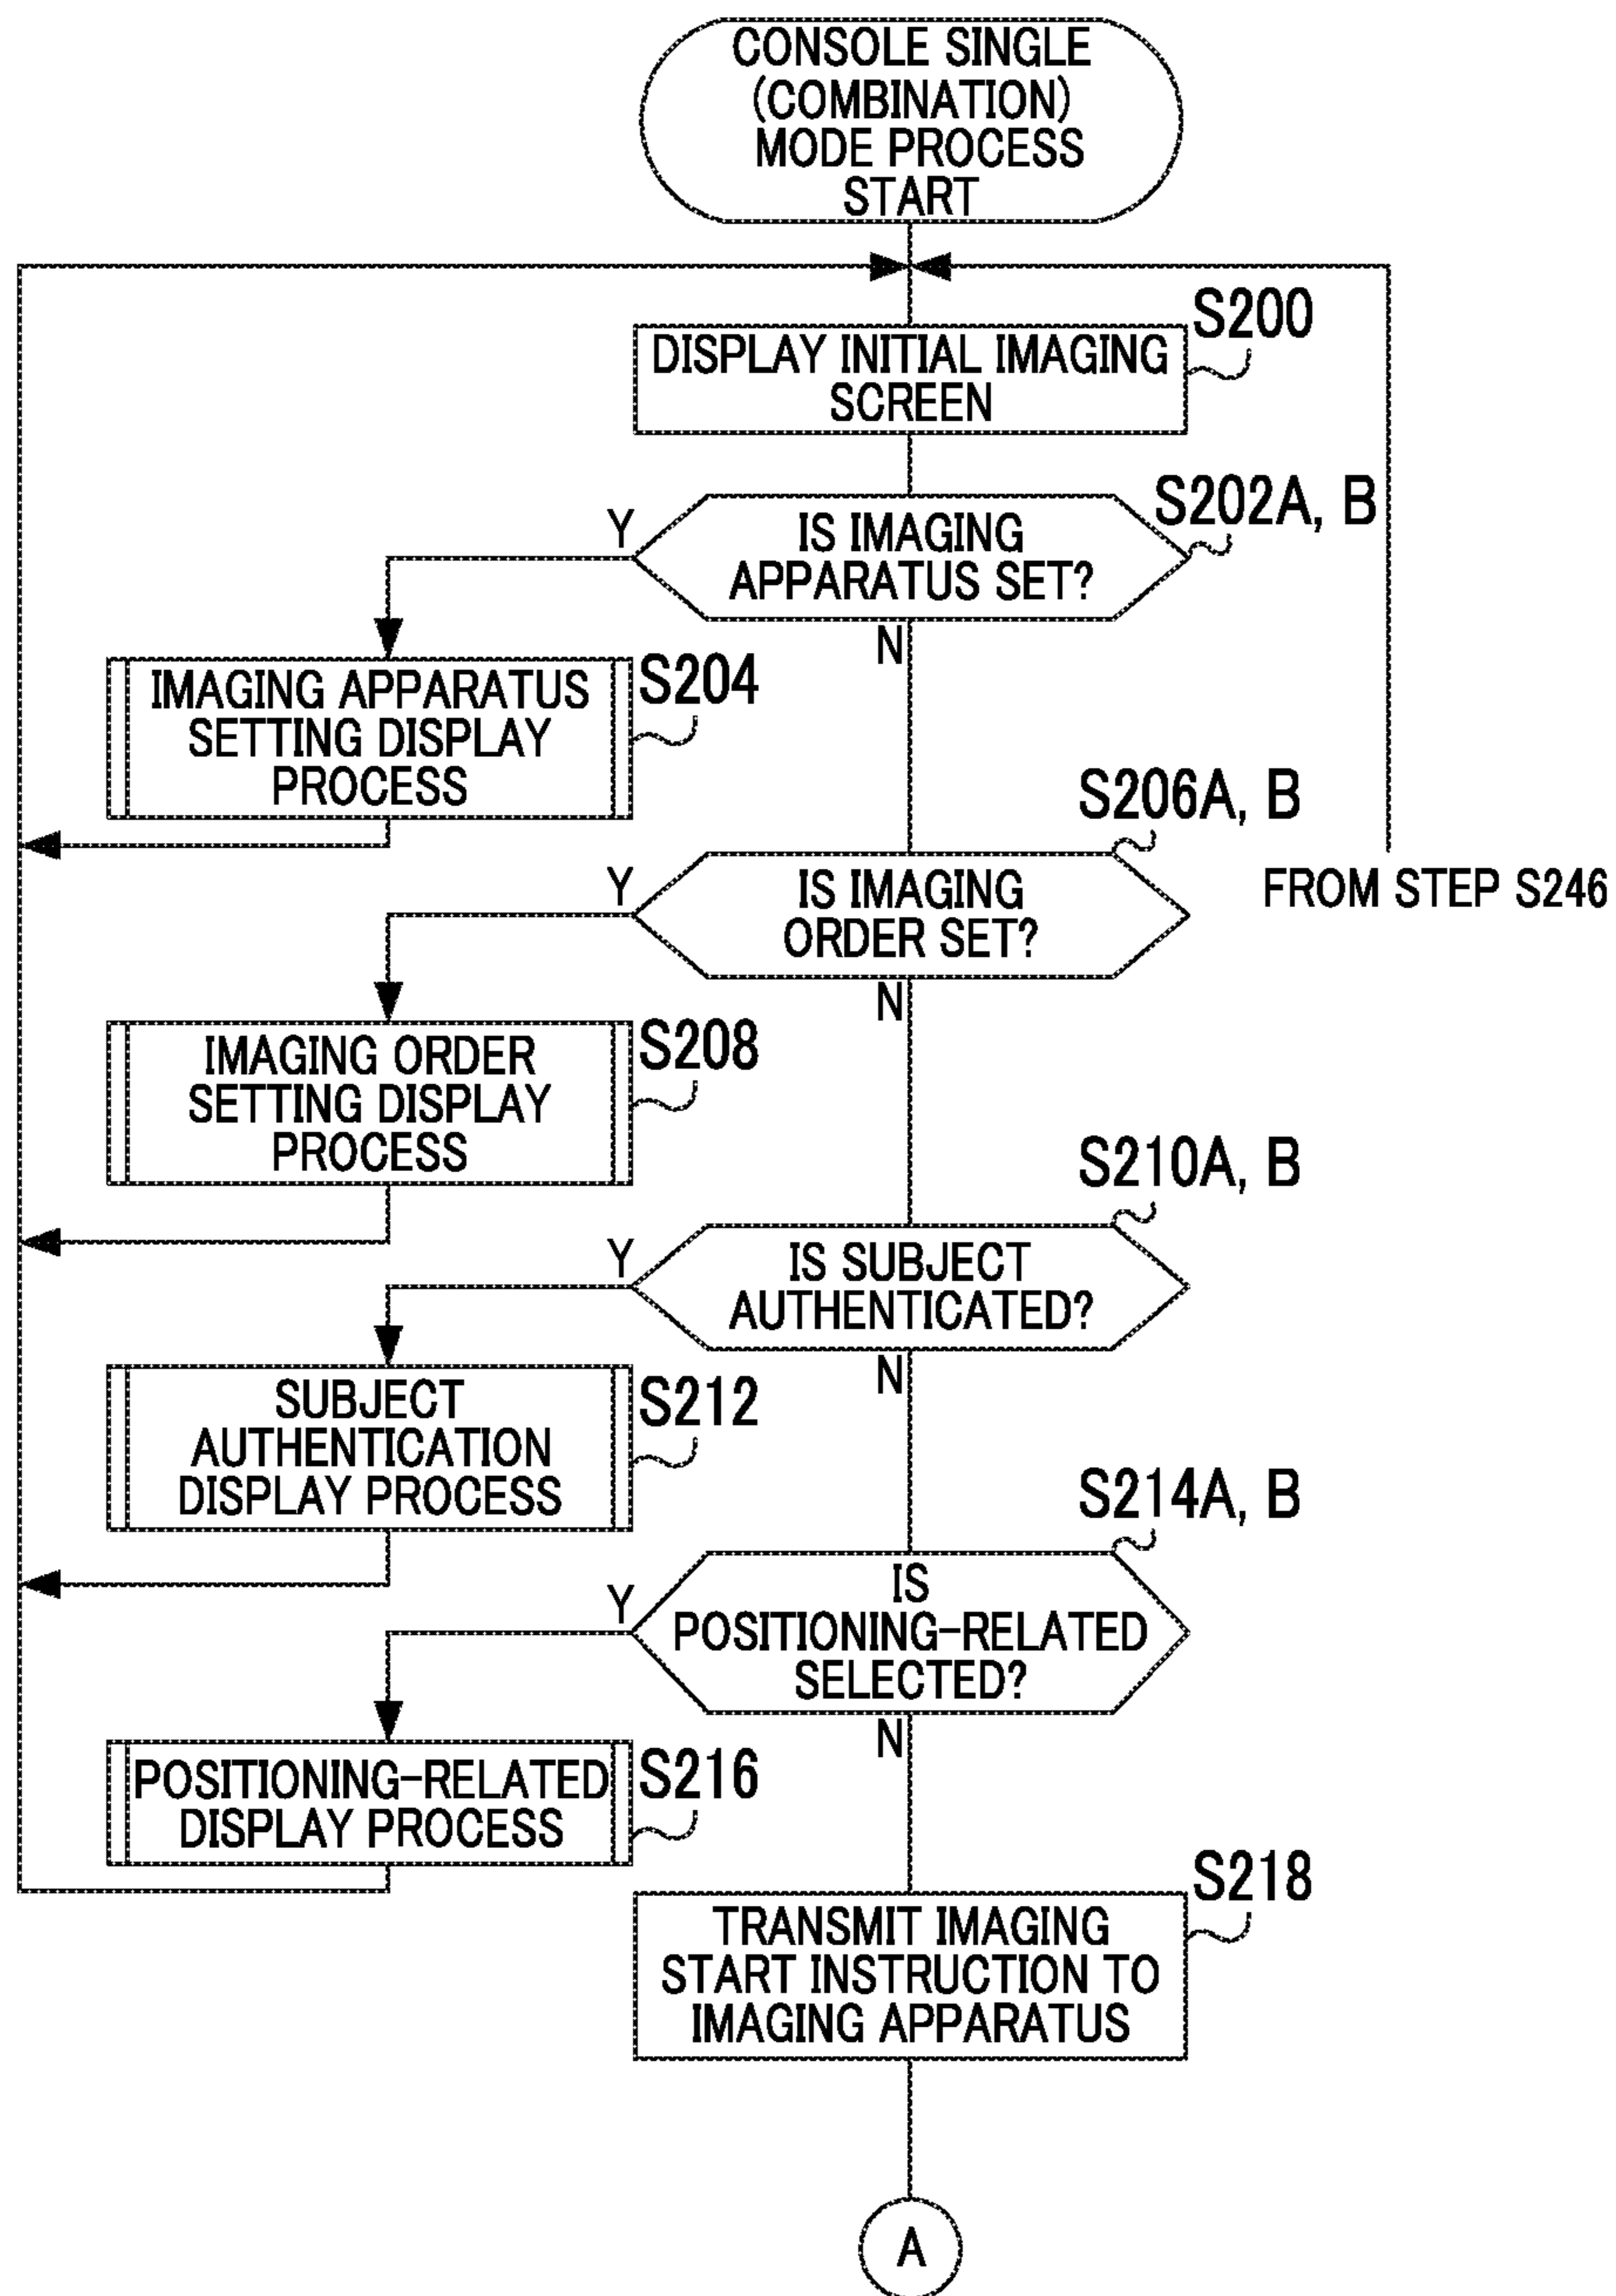 CONSOLE SINGLE
(COMBINATION)
MODE PROCESS
START
S200
DISPLAY INITIAL IMAGING
SCREEN
S202A, B
Y
IS IMAGING
APPARATUS SET?
N
S204
IMAGING APPARATUS
SETTING DISPLAY
PROCESS
S206A, B
FROM STEP S246
Y
IS IMAGING
ORDER SET?
N
S208
IMAGING ORDER
SETTING DISPLAY
PROCESS
S210A, B
Y
IS SUBJECT
AUTHENTICATED?
N
S212
SUBJECT
AUTHENTICATION
DISPLAY PROCESS
S214A, B
Y
IS
POSITIONING-RELATED
SELECTED?
N
S216
POSITIONING-RELATED
DISPLAY PROCESS
S218
TRANSMIT IMAGING
START INSTRUCTION TO
IMAGING APPARATUS
A